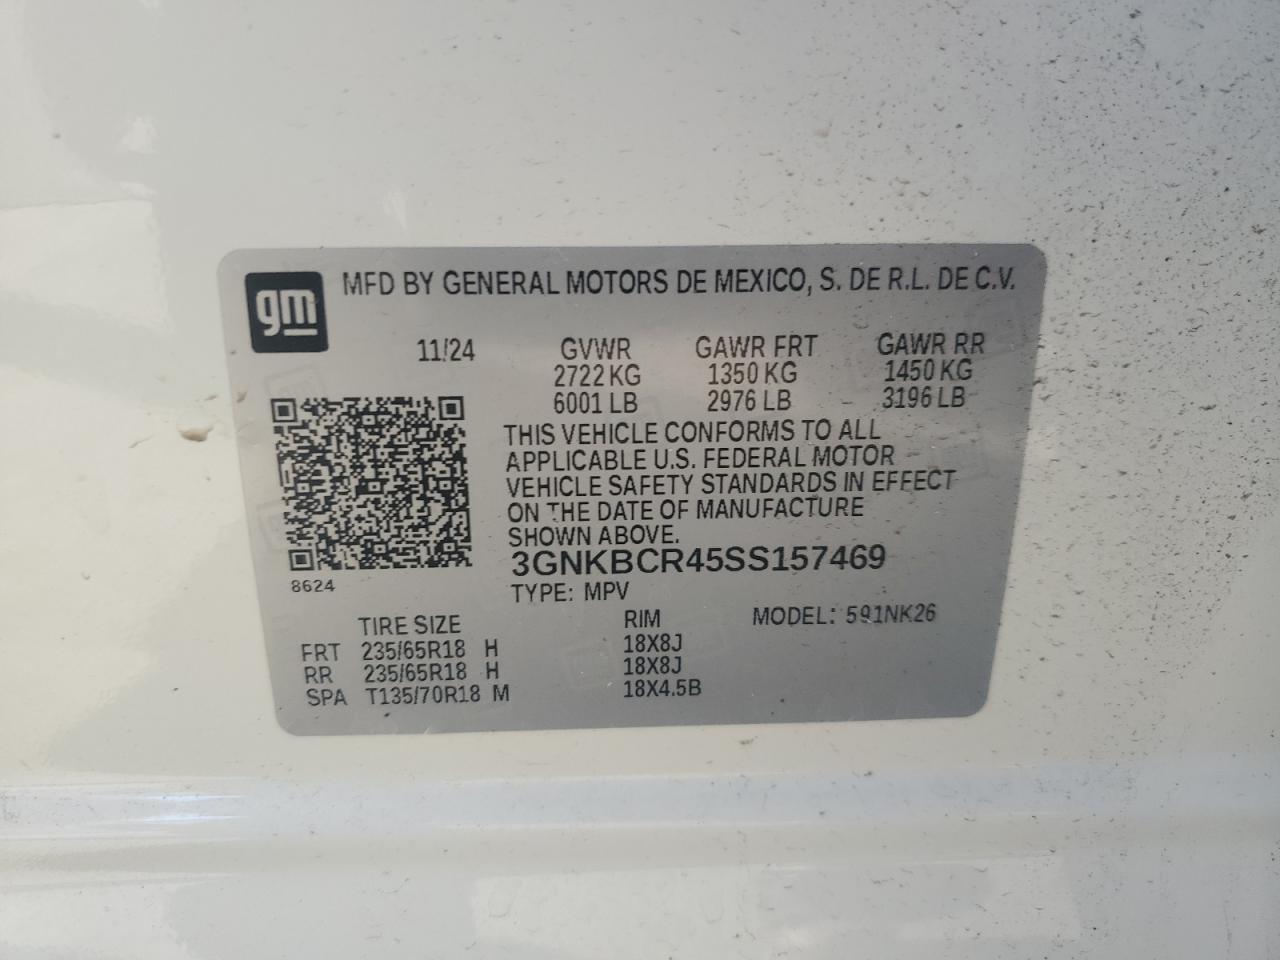 gm
MFD BY GENERAL MOTORS DE MEXICO, S. DE R.L. DE C.V.
11/24 GVWR GAWR FRT GAWR RR
2722 KG 1350 KG 1450 KG
6001 LB 2976 LB 3196 LB
THIS VEHICLE CONFORMS TO ALL
APPLICABLE U.S. FEDERAL MOTOR
VEHICLE SAFETY STANDARDS IN EFFECT
ON THE DATE OF MANUFACTURE
SHOWN ABOVE.
3GNKBCR45SS157469
8624
TYPE: MPV
TIRE SIZE RIM MODEL: 591NK26
FRT 235/65R18 H 18X8J
RR 235/65R18 H 18X8J
SPA T135/70R18 M 18X4.5B